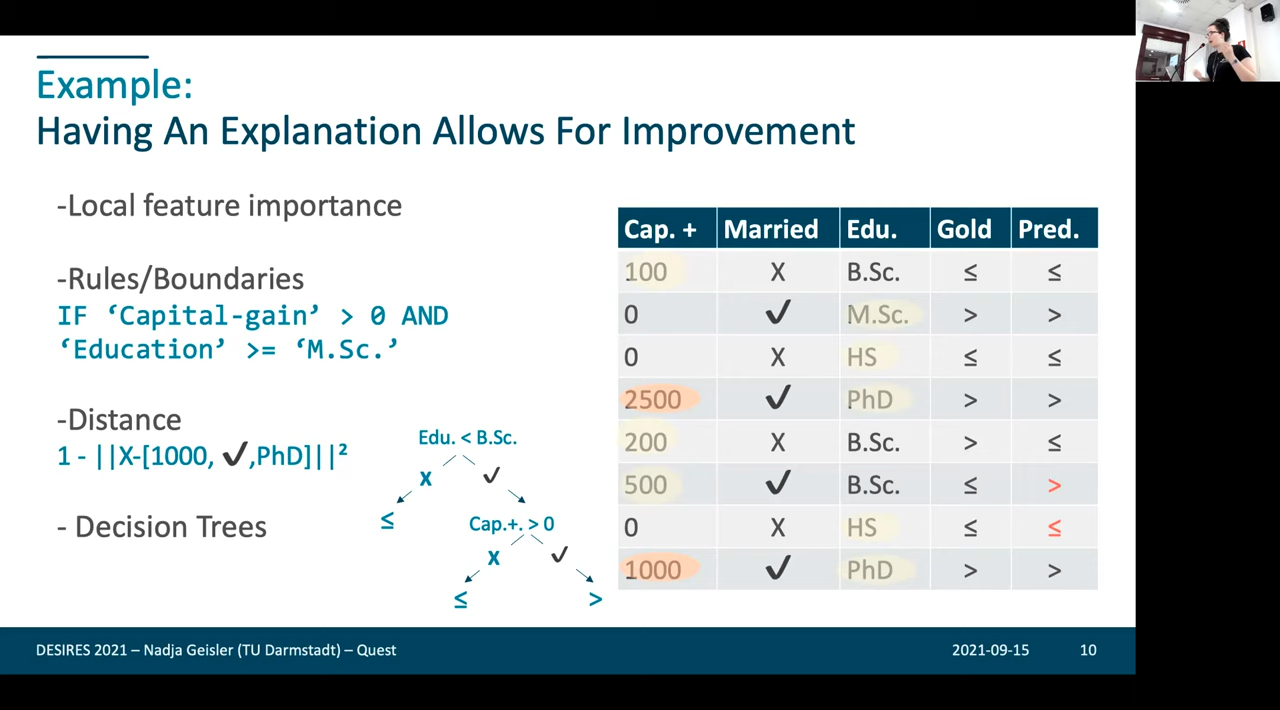 Example:
Having An Explanation Allows For Improvement
-Local feature importance
-Rules/Boundaries
IF ‘Capital-gain’ > 0 AND
‘Education’ >= ‘M.Sc.’
-Distance
1 - ||X-[1000, ✔,PhD]||²
- Decision Trees
Edu. < B.Sc.
x ✓
≤
Cap.+. > 0
x ✓
≤ >
Cap. + Married Edu. Gold Pred.
100 X B.Sc. ≤ ≤
0 ✔ M.Sc. > >
0 X HS ≤ ≤
2500 ✔ PhD > >
200 X B.Sc. > ≤
500 ✔ B.Sc. ≤ >
0 X HS ≤ ≤
1000 ✔ PhD > >
DESIRES 2021 – Nadja Geisler (TU Darmstadt) – Quest 2021-09-15 10